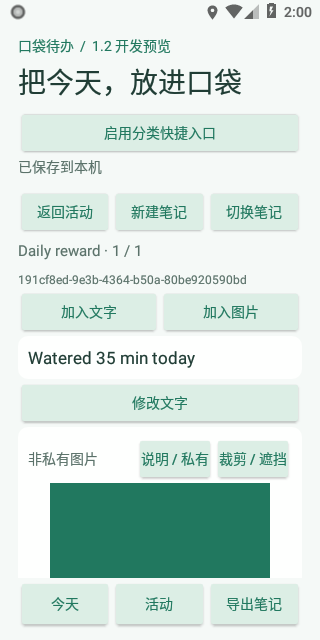 2:00
口袋待办 / 1.2 开发预览
把今天，放进口袋
启用分类快捷入口
已保存到本机
返回活动 新建笔记 切换笔记
Daily reward · 1 / 1
191cf8ed-9e3b-4364-b50a-80be920590bd
加入文字 加入图片
Watered 35 min today
修改文字
非私有图片 说明 / 私有 裁剪 / 遮挡
今天 活动 导出笔记